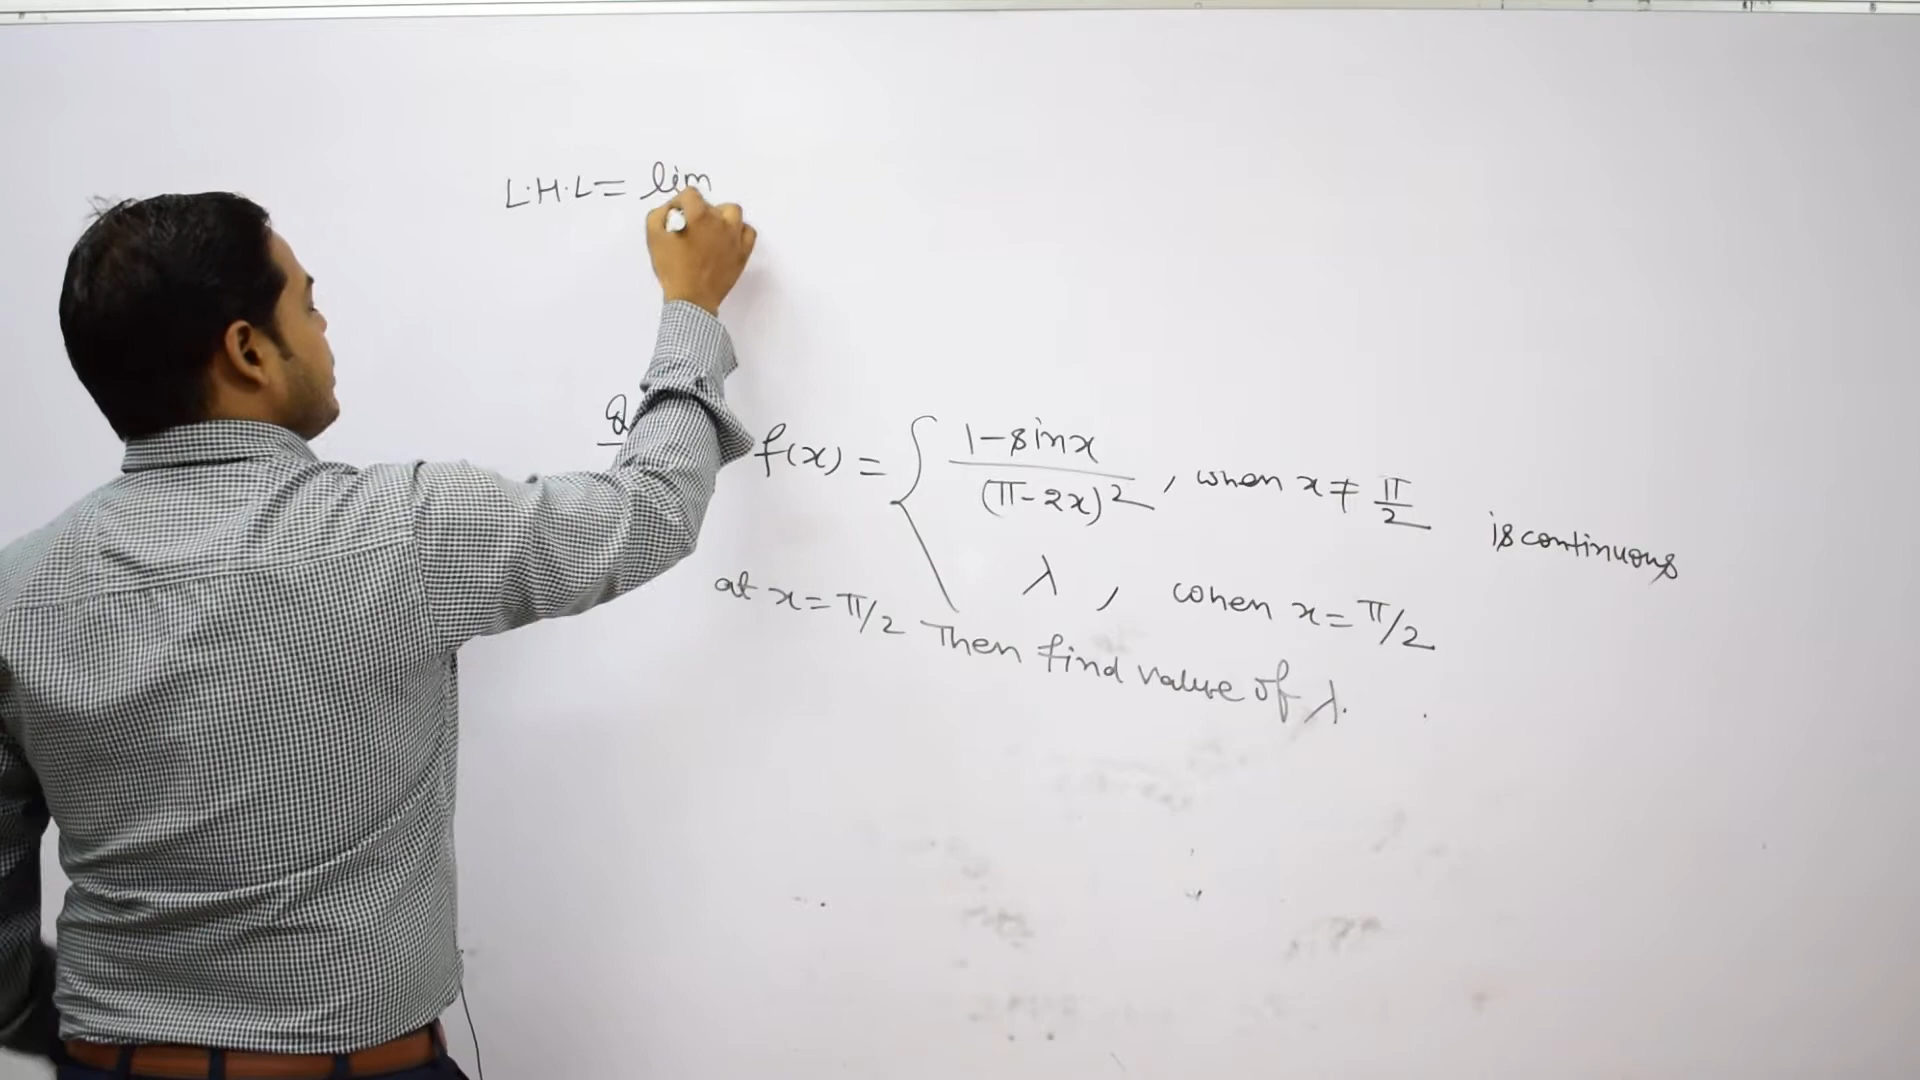 L.H.L = lim
Q
f(x) = { 1-sinx / (π-2x)² , when x ≠ π/2
is continuous
λ , when x = π/2
at x = π/2 Then find value of λ.